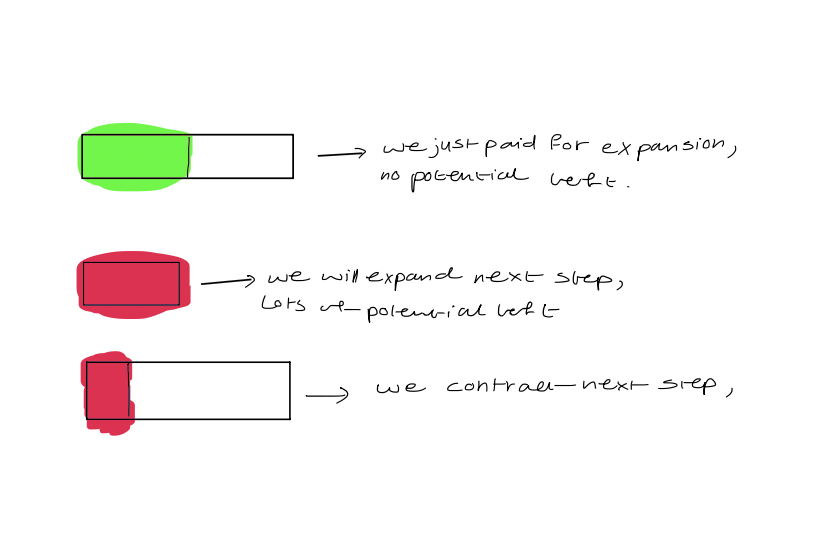 we just paid for expansion,
no potential left.
we will expand next step,
Lots of potential left
we contract next step,